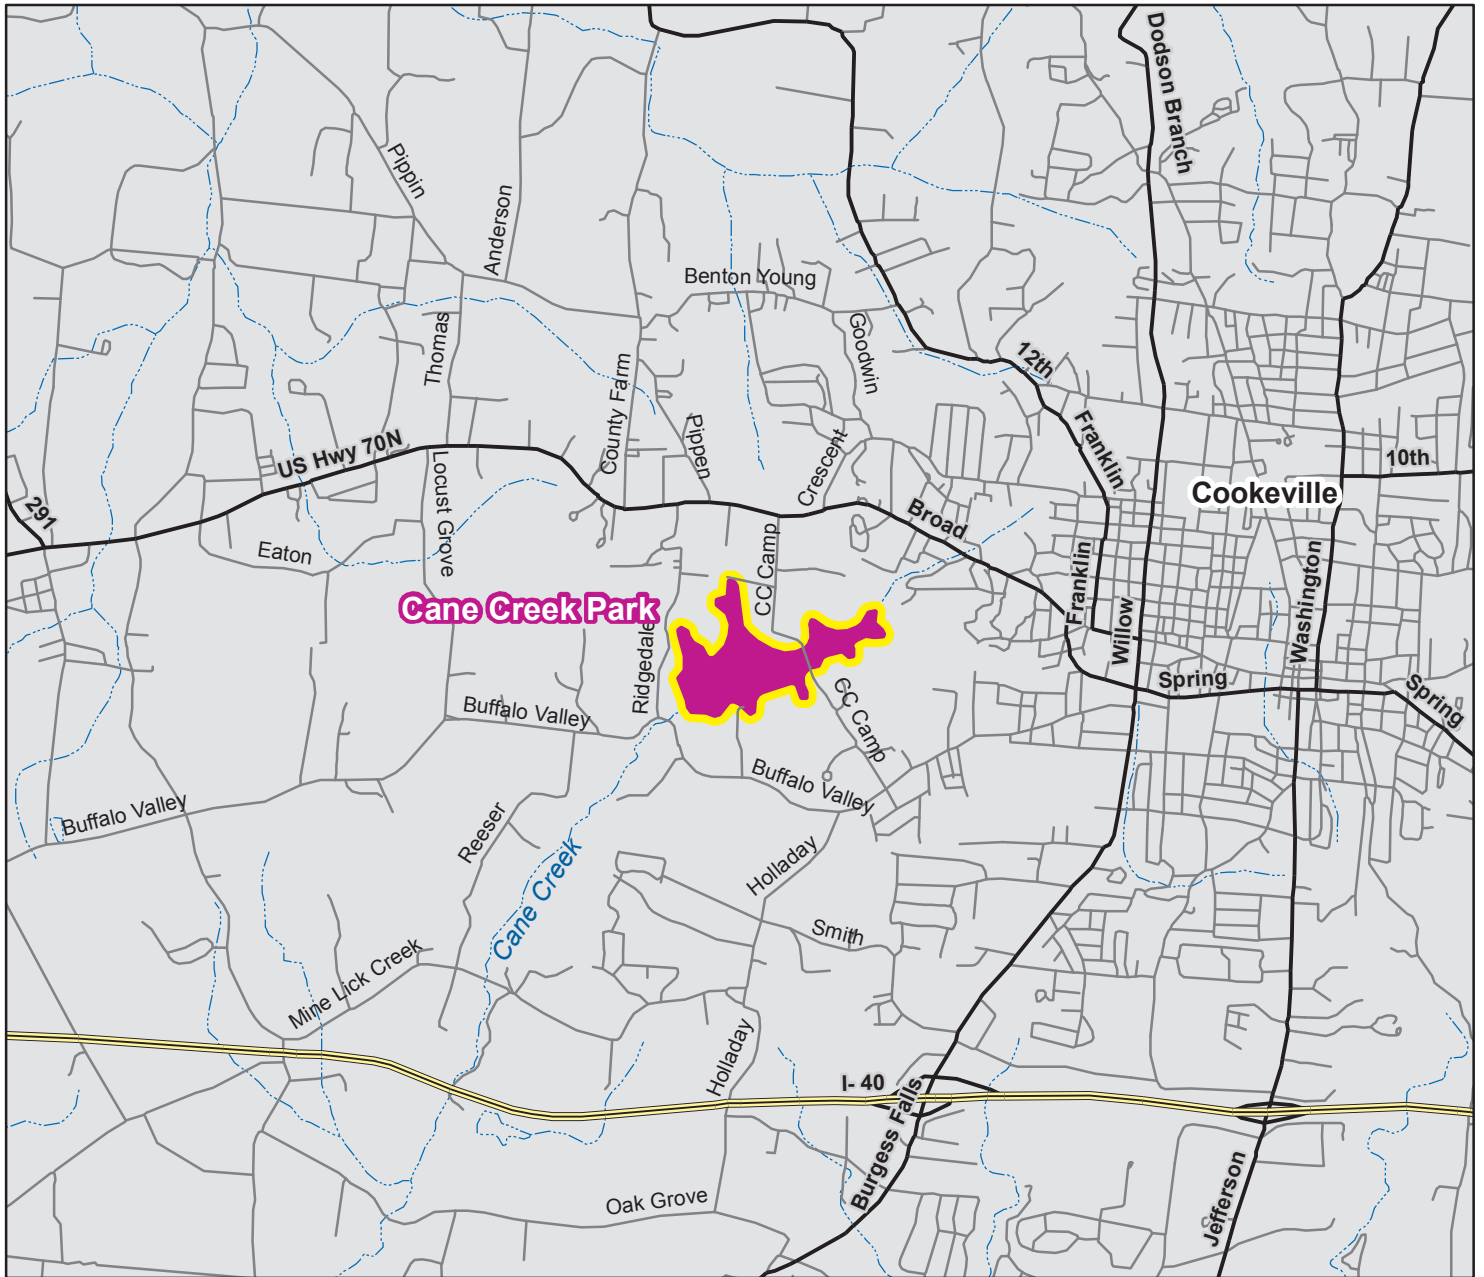 Dodson Branch
Pippin
Anderson
Benton Young
Goodwin
Thomas
12th
County Farm
Franklin
Pippen
Crescent
US Hwy 70N
10th
Cookeville
291
Locust Grove
Broad
Eaton
CC Camp
Franklin
Washington
Cane Creek Park
Willow
Ridgedale
Spring
Spring
CC Camp
Buffalo Valley
Buffalo Valley
Buffalo Valley
Reeser
Holladay
Cane Creek
Smith
Mine Lick Creek
Holladay
I- 40
Burgess Falls
Oak Grove
Jefferson